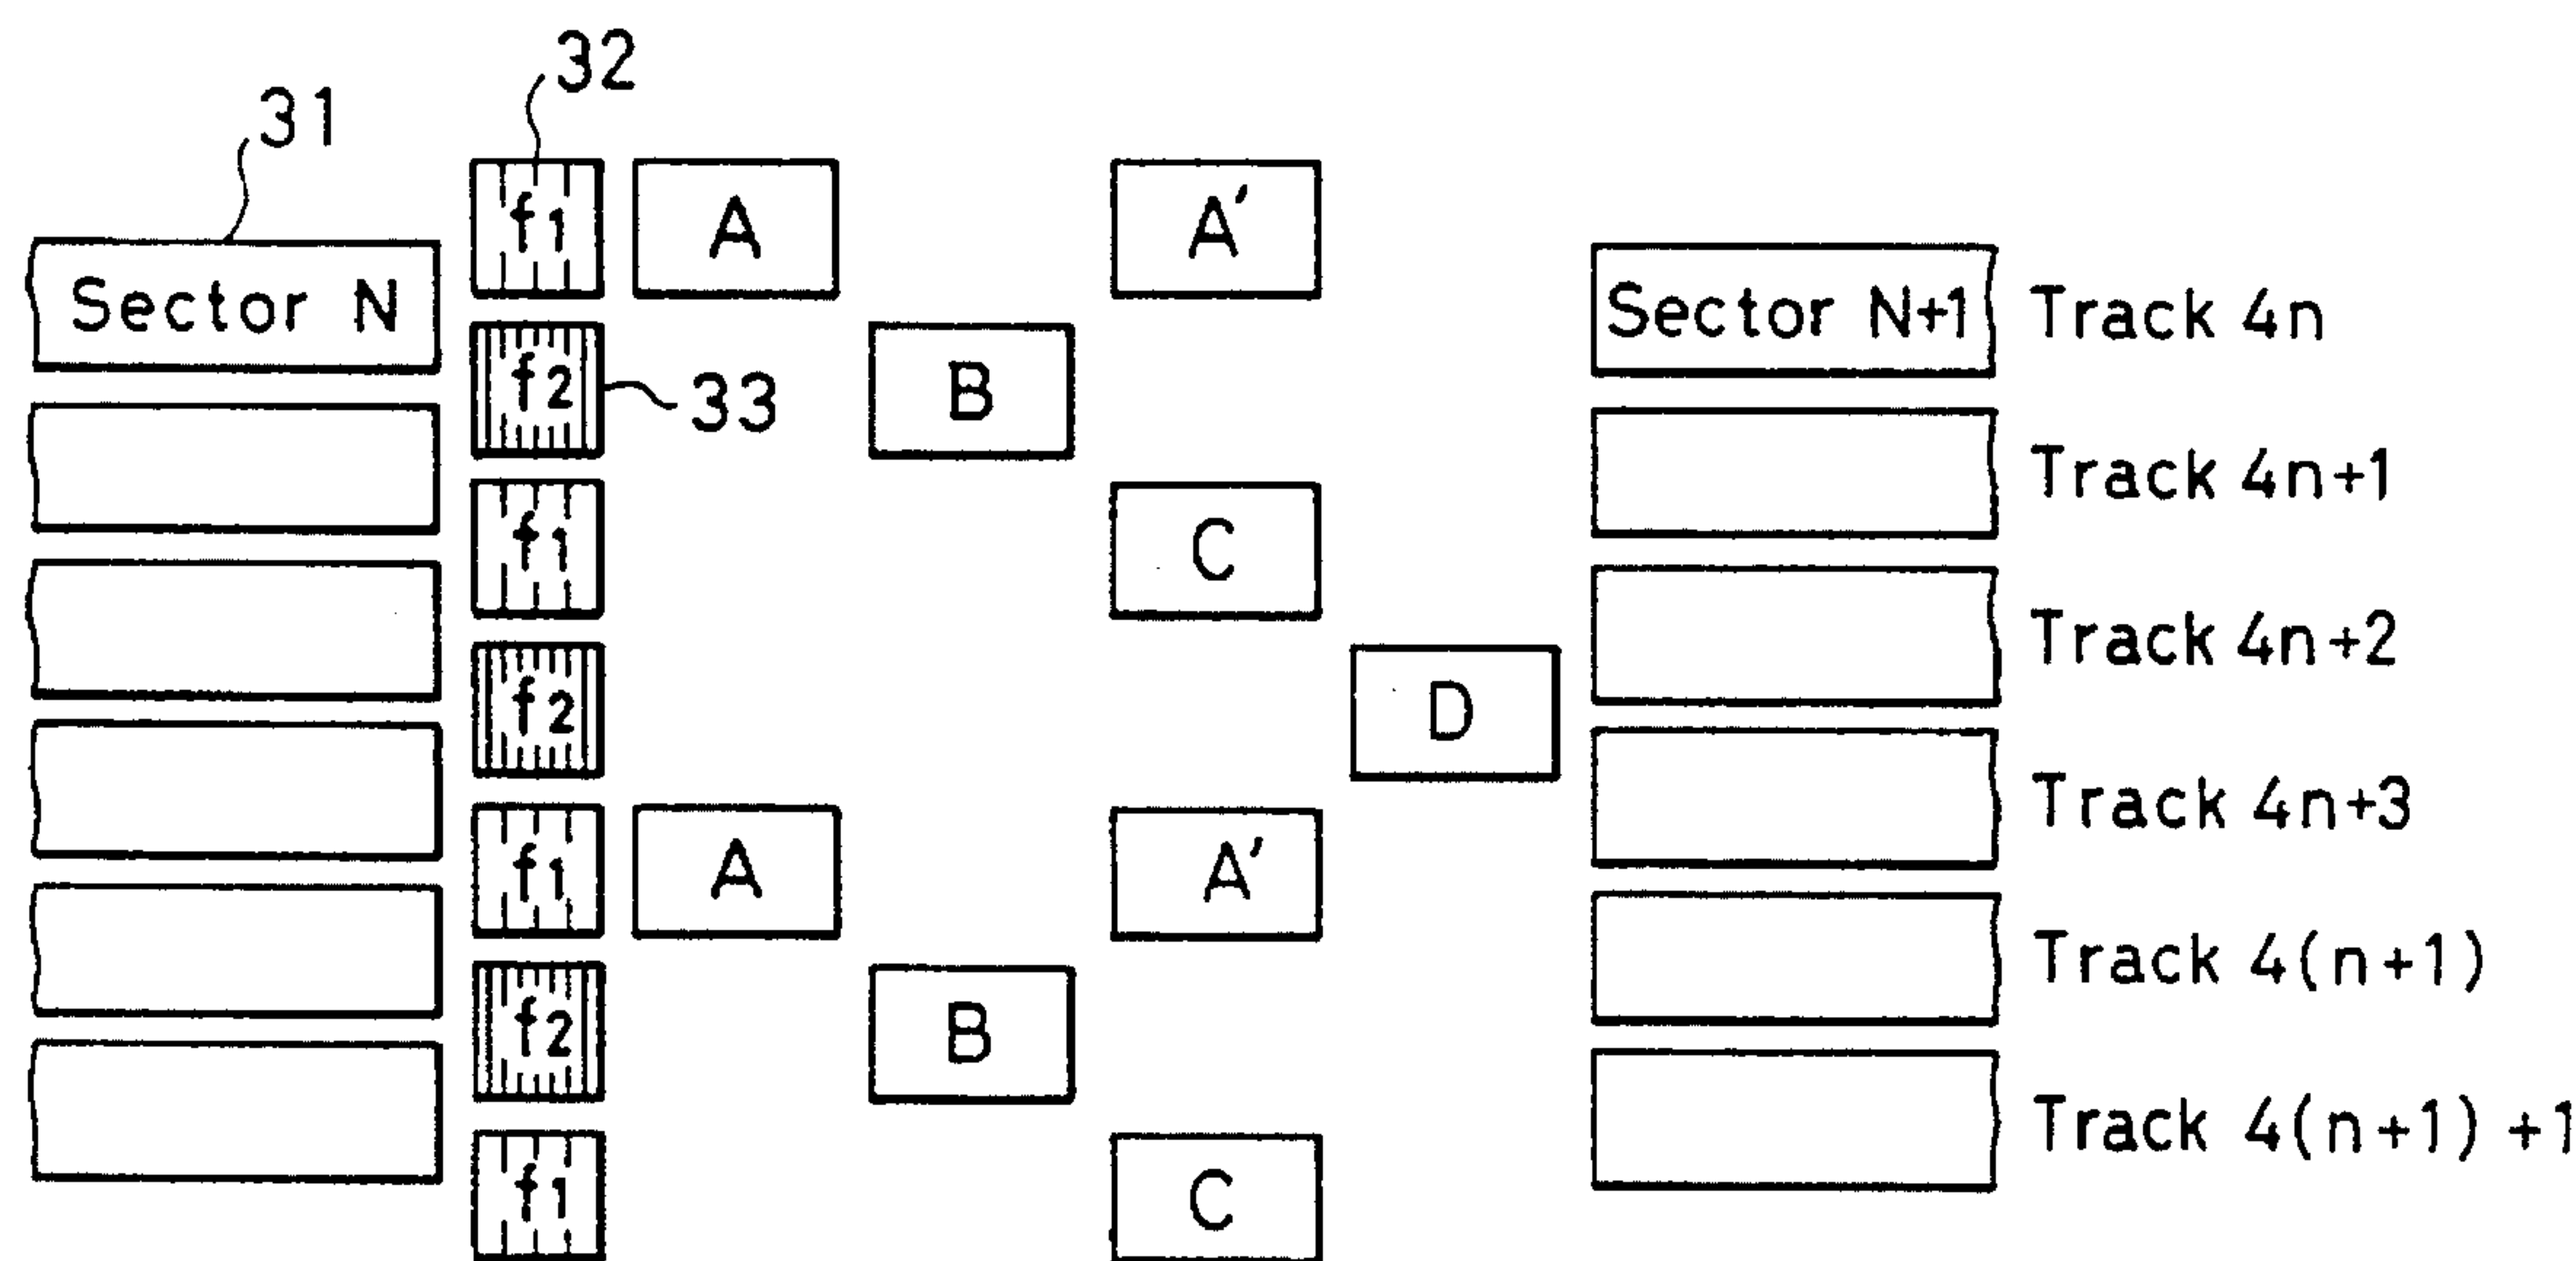 32
31
f1 A A′
Sector N Sector N+1 Track 4n
f2 33 B
Track 4n+1
f1 C
Track 4n+2
f2 D
Track 4n+3
f1 A A′
Track 4(n+1)
f2 B
Track 4(n+1) +1
f1 C